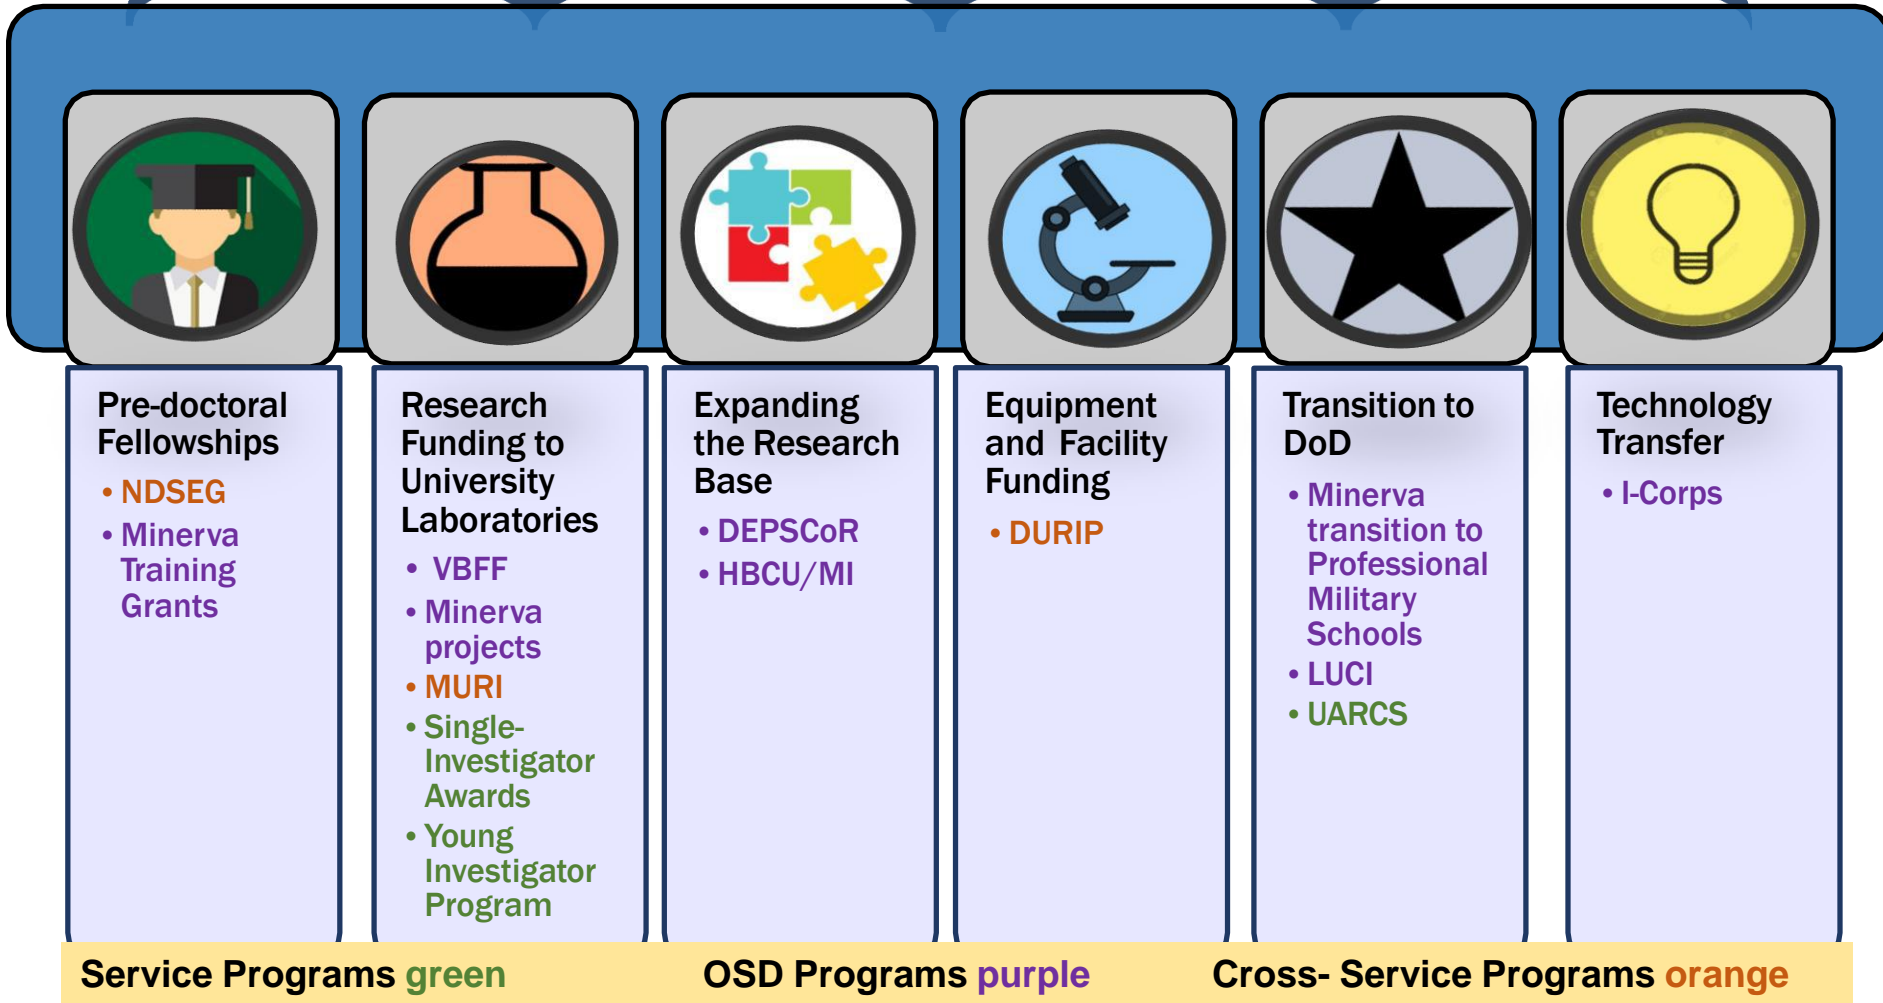 Pre-doctoral
Fellowships
• NDSEG
• Minerva
Training
Grants
Research
Funding to
University
Laboratories
• VBFF
• Minerva
projects
• MURI
• Single-
Investigator
Awards
• Young
Investigator
Program
Expanding
the Research
Base
• DEPSCoR
• HBCU/MI
Equipment
and Facility
Funding
• DURIP
Transition to
DoD
• Minerva
transition to
Professional
Military
Schools
• LUCI
• UARCS
Technology
Transfer
• I-Corps
Service Programs green
OSD Programs purple
Cross- Service Programs orange